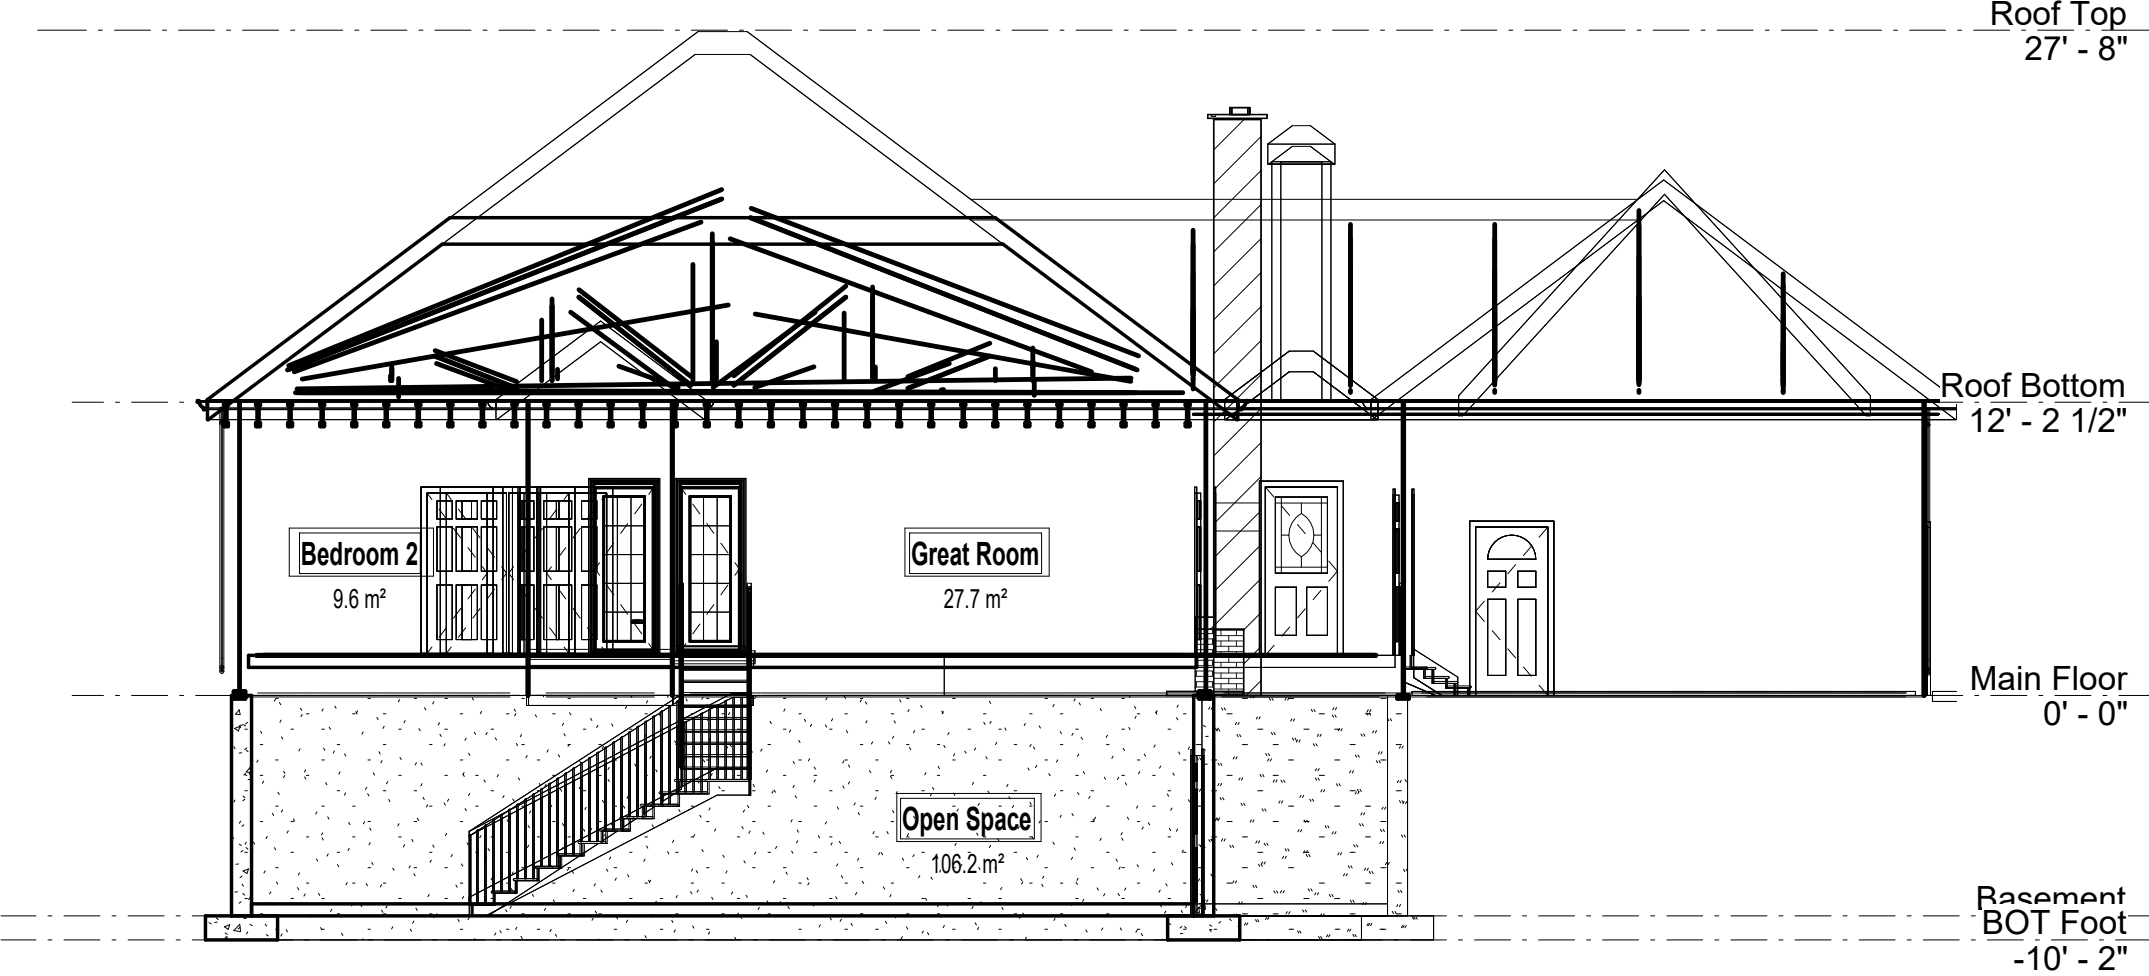 Roof Top
27' - 8"
Roof Bottom
12' - 2 1/2"
Bedroom 2
9.6 m²
Great Room
27.7 m²
Main Floor
0' - 0"
Open Space
106.2 m²
Basement
BOT Foot
-10' - 2"